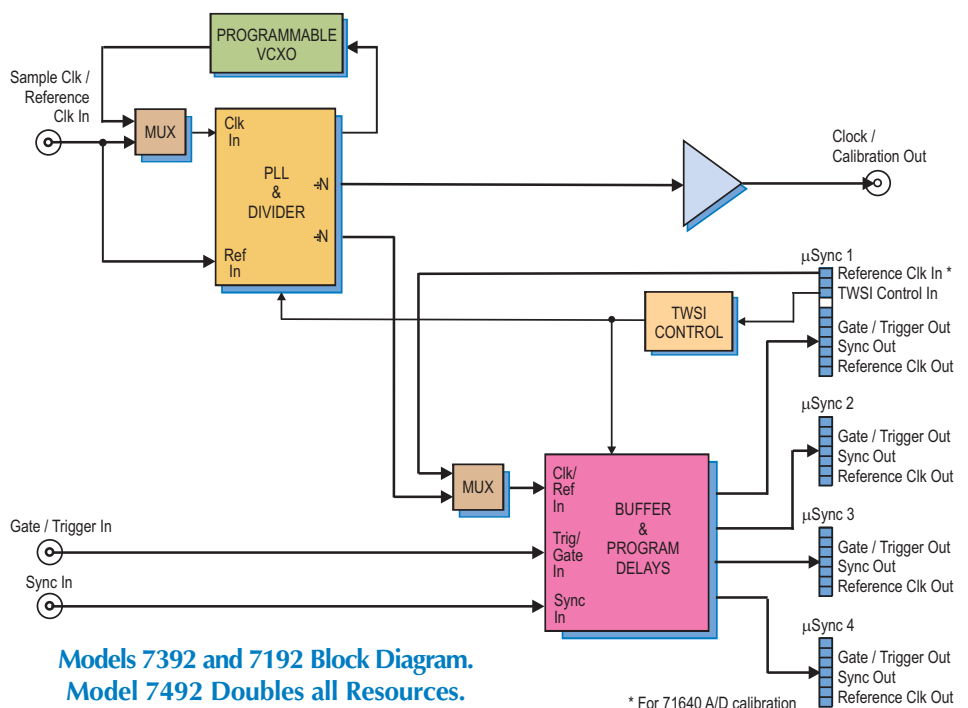 PROGRAMMABLE
VCXO
Sample Clk /
Reference
Clk In
MUX
Clk
In
PLL
&
DIVIDER
÷N
÷N
Ref
In
Clock /
Calibration Out
μSync 1
Reference Clk In *
TWSI Control In
Gate / Trigger Out
Sync Out
Reference Clk Out
TWSI
CONTROL
μSync 2
Gate / Trigger Out
Sync Out
Reference Clk Out
MUX
Clk/
Ref
In
Trig/
Gate
In
Sync
In
BUFFER
&
PROGRAM
DELAYS
μSync 3
Gate / Trigger Out
Sync Out
Reference Clk Out
Gate / Trigger In
Sync In
μSync 4
Gate / Trigger Out
Sync Out
Reference Clk Out
Models 7392 and 7192 Block Diagram.
Model 7492 Doubles all Resources.
* For 71640 A/D calibration